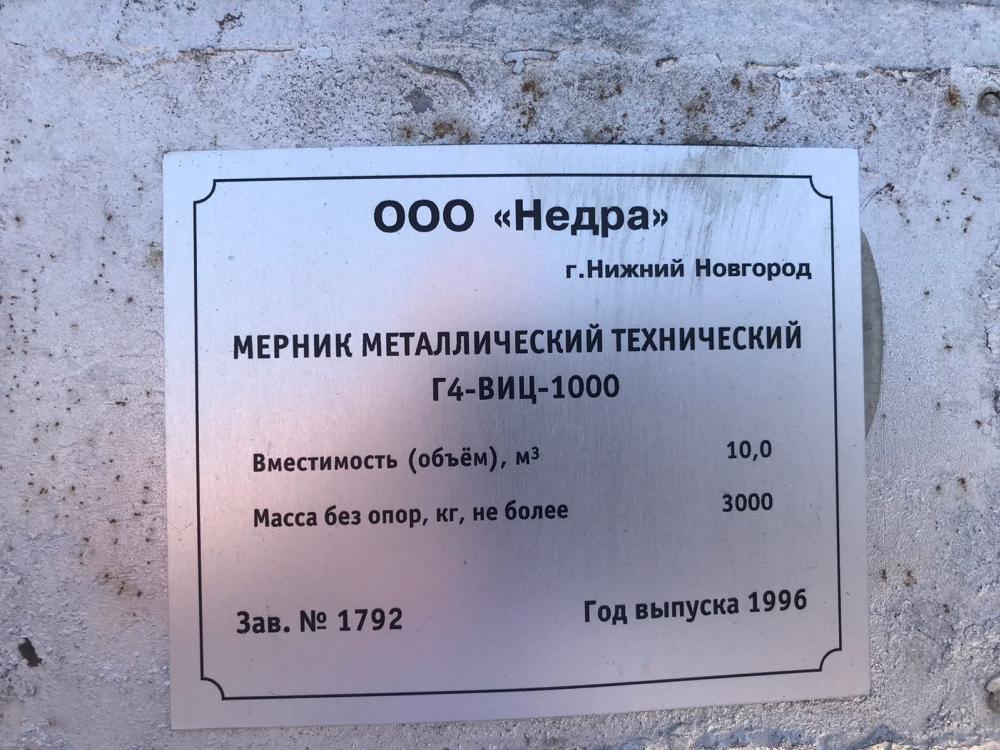 ООО «Недра»
г.Нижний Новгород
МЕРНИК МЕТАЛЛИЧЕСКИЙ ТЕХНИЧЕСКИЙ
Г4-ВИЦ-1000
Вместимость (объём), м³ 10,0
Масса без опор, кг, не более 3000
Зав. № 1792 Год выпуска 1996